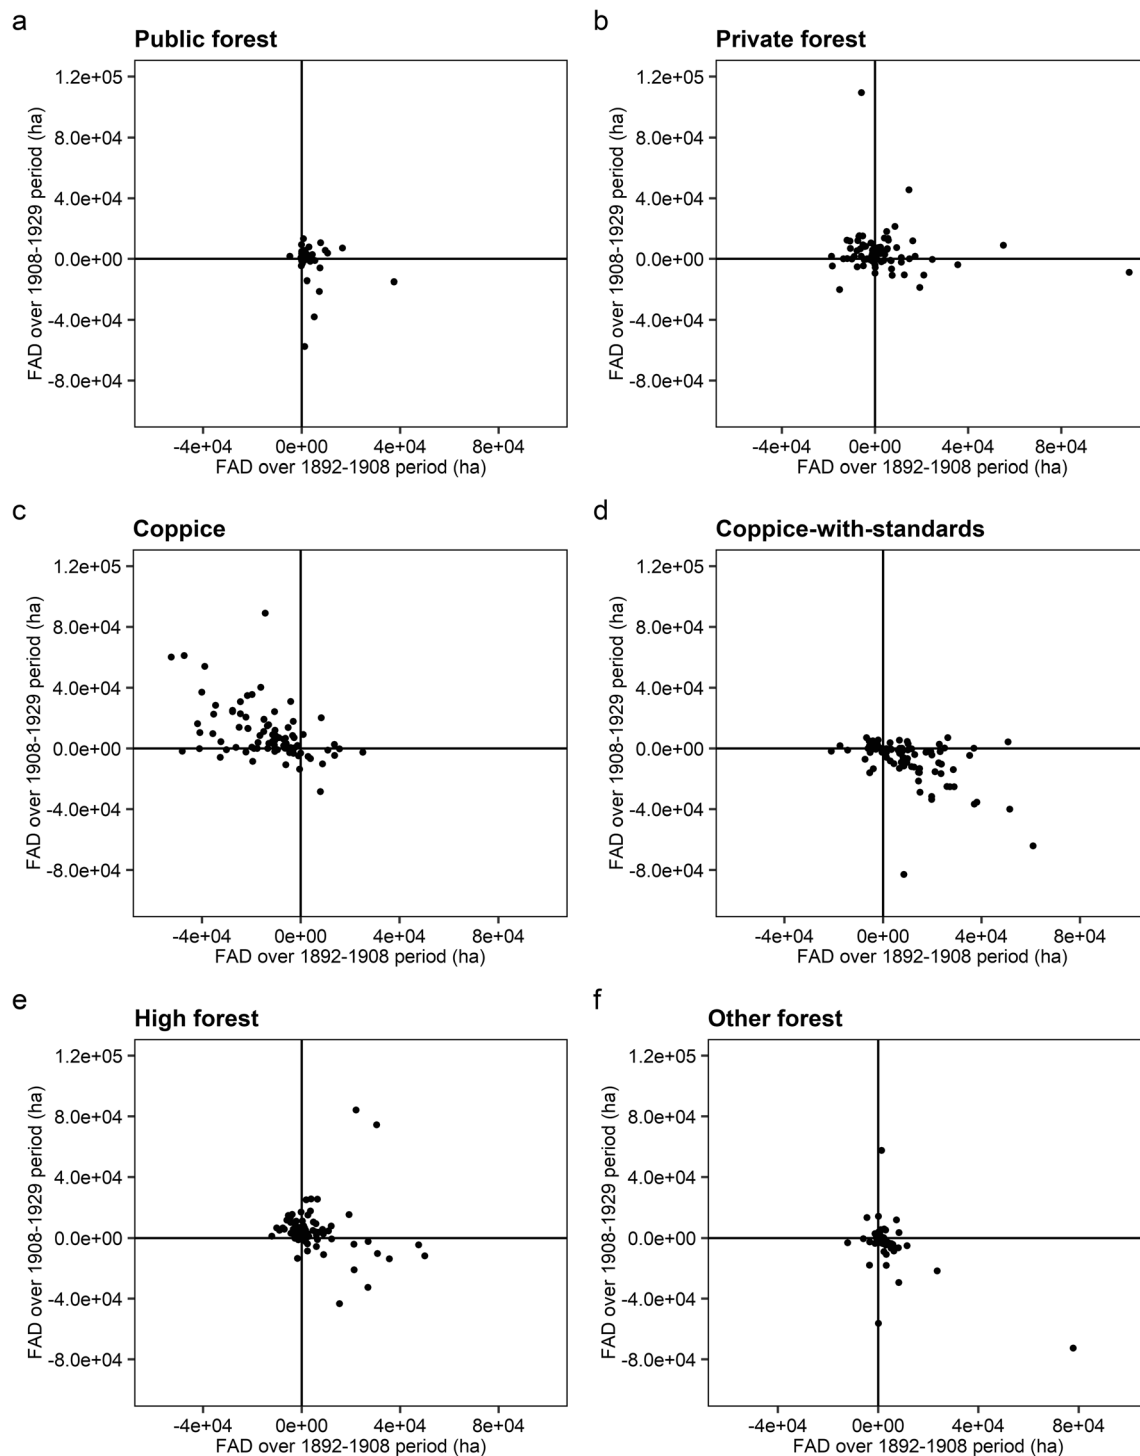 a
Public forest
1.2e+05
8.0e+04
4.0e+04
0.0e+00
-4.0e+04
-8.0e+04
FAD over 1908-1929 period (ha)
-4e+04 0e+00 4e+04 8e+04
FAD over 1892-1908 period (ha)
b
Private forest
1.2e+05
8.0e+04
4.0e+04
0.0e+00
-4.0e+04
-8.0e+04
FAD over 1908-1929 period (ha)
-4e+04 0e+00 4e+04 8e+04
FAD over 1892-1908 period (ha)
c
Coppice
1.2e+05
8.0e+04
4.0e+04
0.0e+00
-4.0e+04
-8.0e+04
FAD over 1908-1929 period (ha)
-4e+04 0e+00 4e+04 8e+04
FAD over 1892-1908 period (ha)
d
Coppice-with-standards
1.2e+05
8.0e+04
4.0e+04
0.0e+00
-4.0e+04
-8.0e+04
FAD over 1908-1929 period (ha)
-4e+04 0e+00 4e+04 8e+04
FAD over 1892-1908 period (ha)
e
High forest
1.2e+05
8.0e+04
4.0e+04
0.0e+00
-4.0e+04
-8.0e+04
FAD over 1908-1929 period (ha)
-4e+04 0e+00 4e+04 8e+04
FAD over 1892-1908 period (ha)
f
Other forest
1.2e+05
8.0e+04
4.0e+04
0.0e+00
-4.0e+04
-8.0e+04
FAD over 1908-1929 period (ha)
-4e+04 0e+00 4e+04 8e+04
FAD over 1892-1908 period (ha)